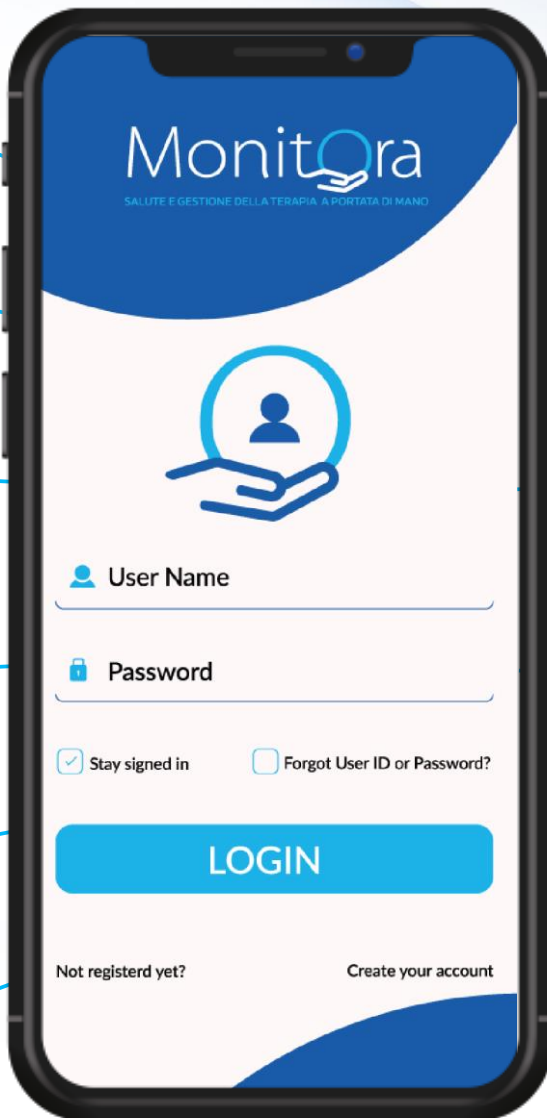 Monitora
SALUTE E GESTIONE DELLA TERAPIA A PORTATA DI MANO
User Name
Password
Stay signed in Forgot User ID or Password?
LOGIN
Not registerd yet? Create your account